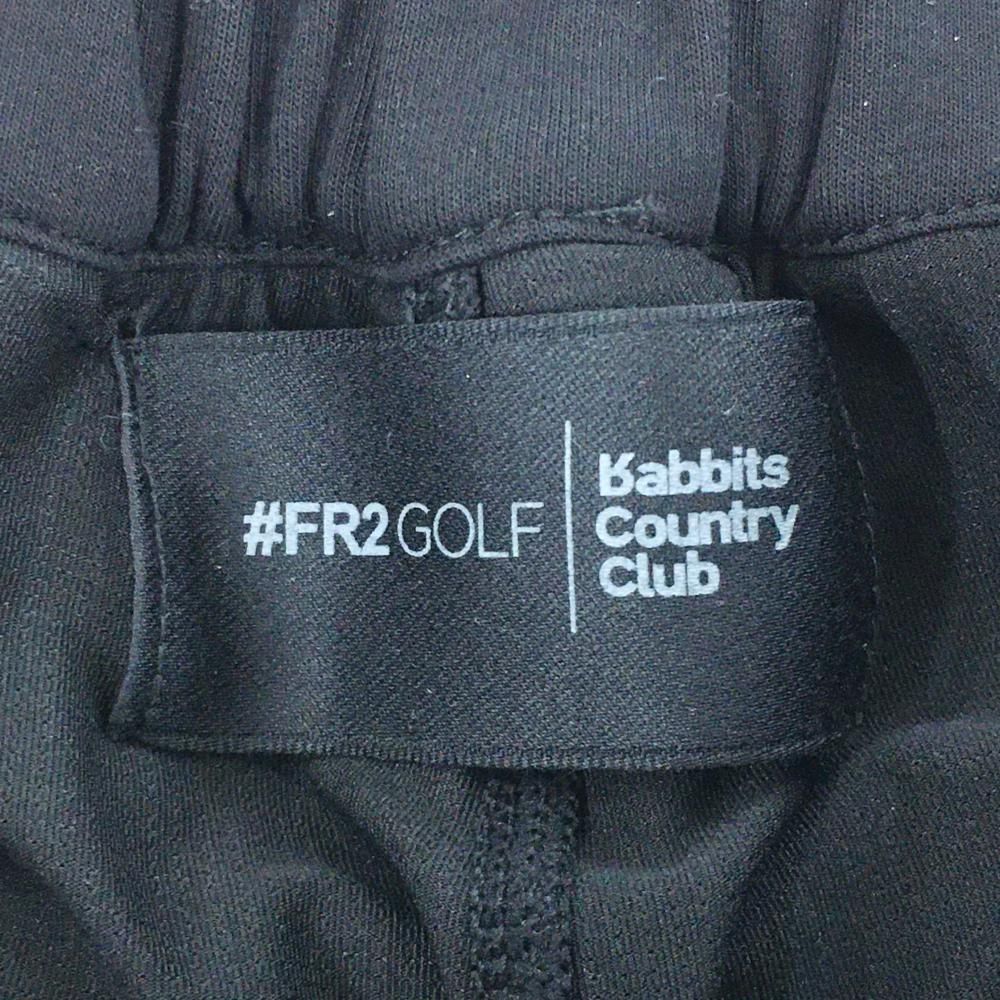 #FR2GOLF
Rabbits
Country
Club